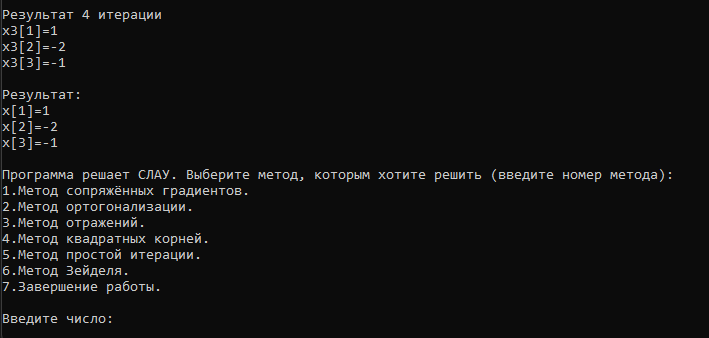 Результат 4 итерации
x3[1]=1
x3[2]=-2
x3[3]=-1
Результат:
x[1]=1
x[2]=-2
x[3]=-1
Программа решает СЛАУ. Выберите метод, которым хотите решить (введите номер метода):
1.Метод сопряжённых градиентов.
2.Метод ортогонализации.
3.Метод отражений.
4.Метод квадратных корней.
5.Метод простой итерации.
6.Метод Зейделя.
7.Завершение работы.
Введите число: